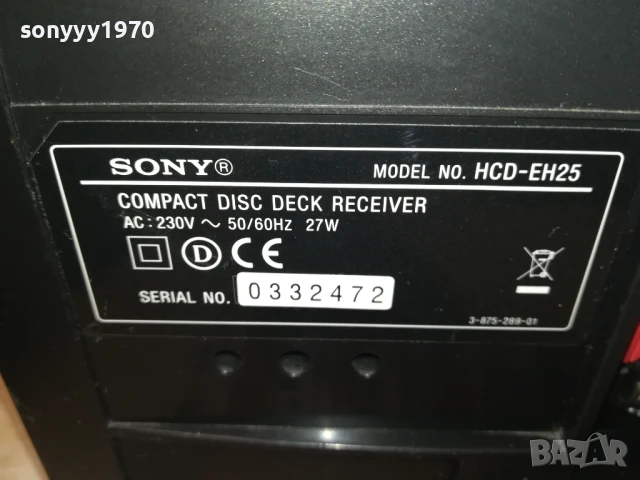 sonyyy1970
SONY®
MODEL NO. HCD-EH25
COMPACT DISC DECK RECEIVER
AC : 230V ~ 50/60Hz 27W
D CE
SERIAL NO. 0332472
3-875-289-01
BAZAR